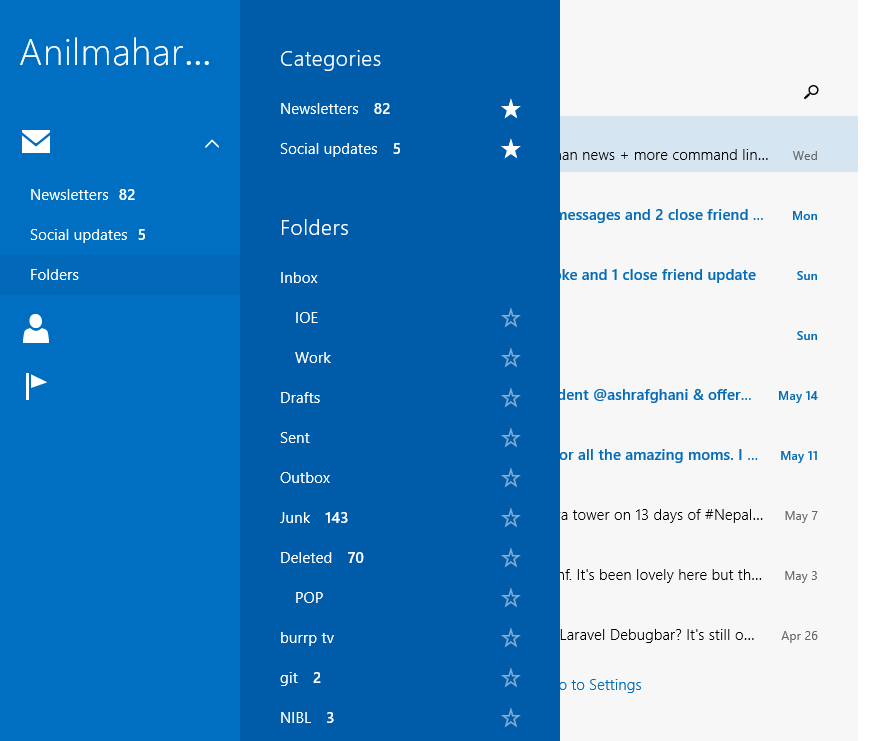 Anilmahar...
Newsletters 82
Social updates 5
Folders
Categories
Newsletters 82
Social updates 5
Folders
Inbox
IOE
Work
Drafts
Sent
Outbox
Junk 143
Deleted 70
POP
burrp tv
git 2
NIBL 3
news + more command lin... Wed
messages and 2 close friend ... Mon
and 1 close friend update Sun
Sun
@ashrafghani & offer... May 14
or all the amazing moms. I ... May 11
tower on 13 days of #Nepal... May 7
It's been lovely here but th... May 3
Laravel Debugbar? It's still o... Apr 26
to Settings